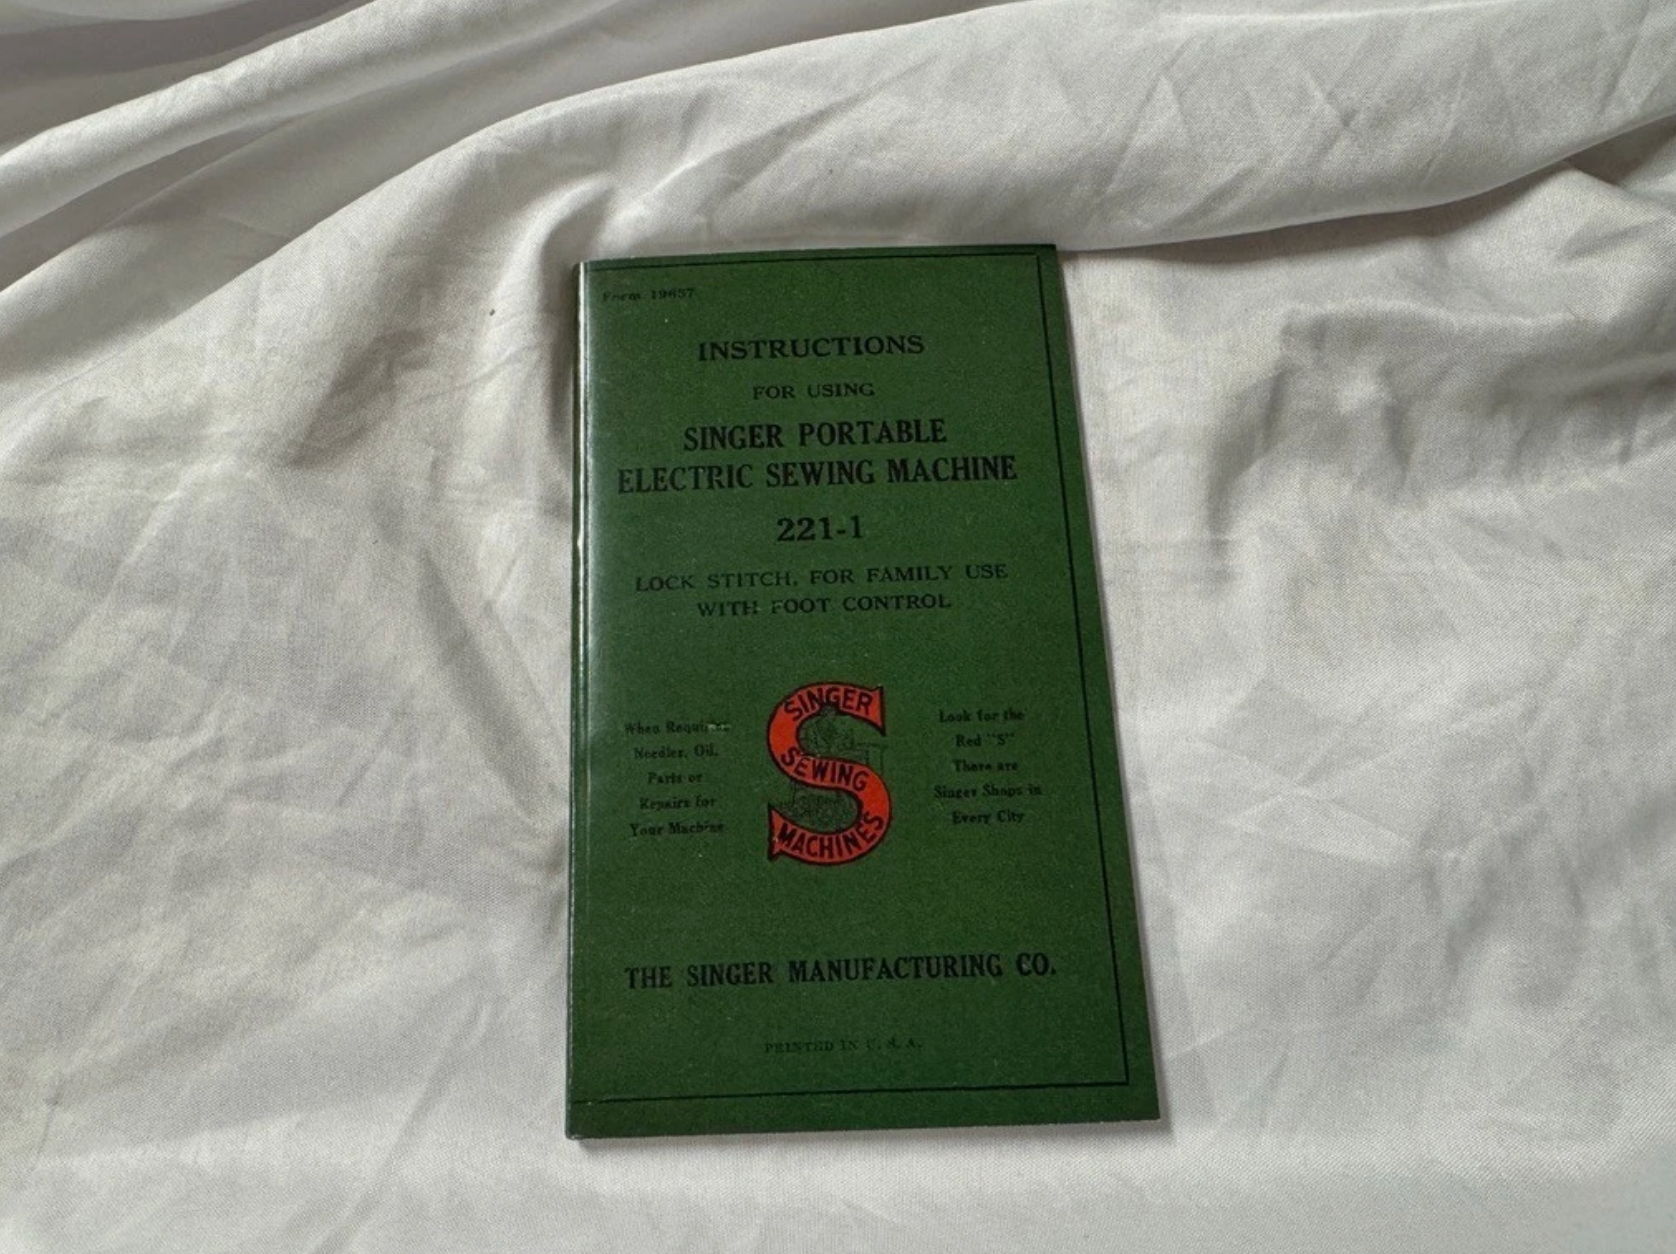 Form 19657
INSTRUCTIONS
FOR USING
SINGER PORTABLE
ELECTRIC SEWING MACHINE
221-1
LOCK STITCH, FOR FAMILY USE
WITH FOOT CONTROL
When Requiring
Needles, Oil,
Parts or
Repairs for
Your Machine
SINGER
SEWING
MACHINES
Look for the
Red "S"
There are
Singer Shops in
Every City
THE SINGER MANUFACTURING CO.
PRINTED IN U. S. A.